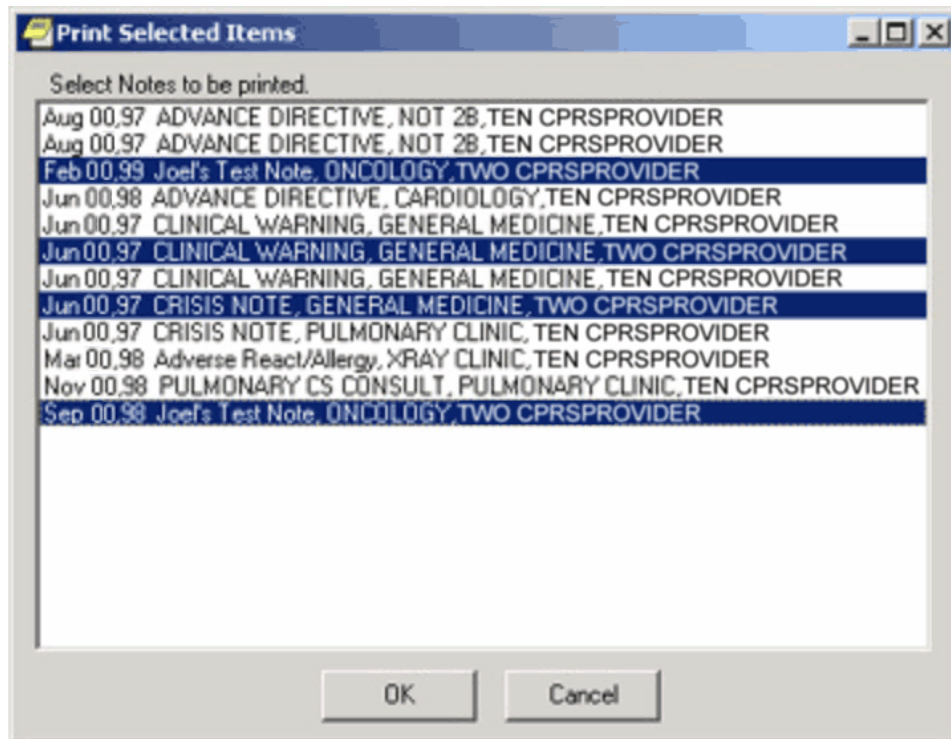 Print Selected Items
Select Notes to be printed.
Aug 00,97 ADVANCE DIRECTIVE, NOT 2B,TEN CPRSPROVIDER
Aug 00,97 ADVANCE DIRECTIVE, NOT 2B,TEN CPRSPROVIDER
Feb 00,99 Joel's Test Note, ONCOLOGY,TWO CPRSPROVIDER
Jun 00,98 ADVANCE DIRECTIVE, CARDIOLOGY,TEN CPRSPROVIDER
Jun 00,97 CLINICAL WARNING, GENERAL MEDICINE,TEN CPRSPROVIDER
Jun 00,97 CLINICAL WARNING, GENERAL MEDICINE,TWO CPRSPROVIDER
Jun 00,97 CLINICAL WARNING, GENERAL MEDICINE, TEN CPRSPROVIDER
Jun 00,97 CRISIS NOTE, GENERAL MEDICINE, TWO CPRSPROVIDER
Jun 00,97 CRISIS NOTE, PULMONARY CLINIC, TEN CPRSPROVIDER
Mar 00,98 Adverse React/Allergy, XRAY CLINIC, TEN CPRSPROVIDER
Nov 00,98 PULMONARY CS CONSULT, PULMONARY CLINIC, TEN CPRSPROVIDER
Sep 00,98 Joel's Test Note, ONCOLOGY,TWO CPRSPROVIDER
OK Cancel